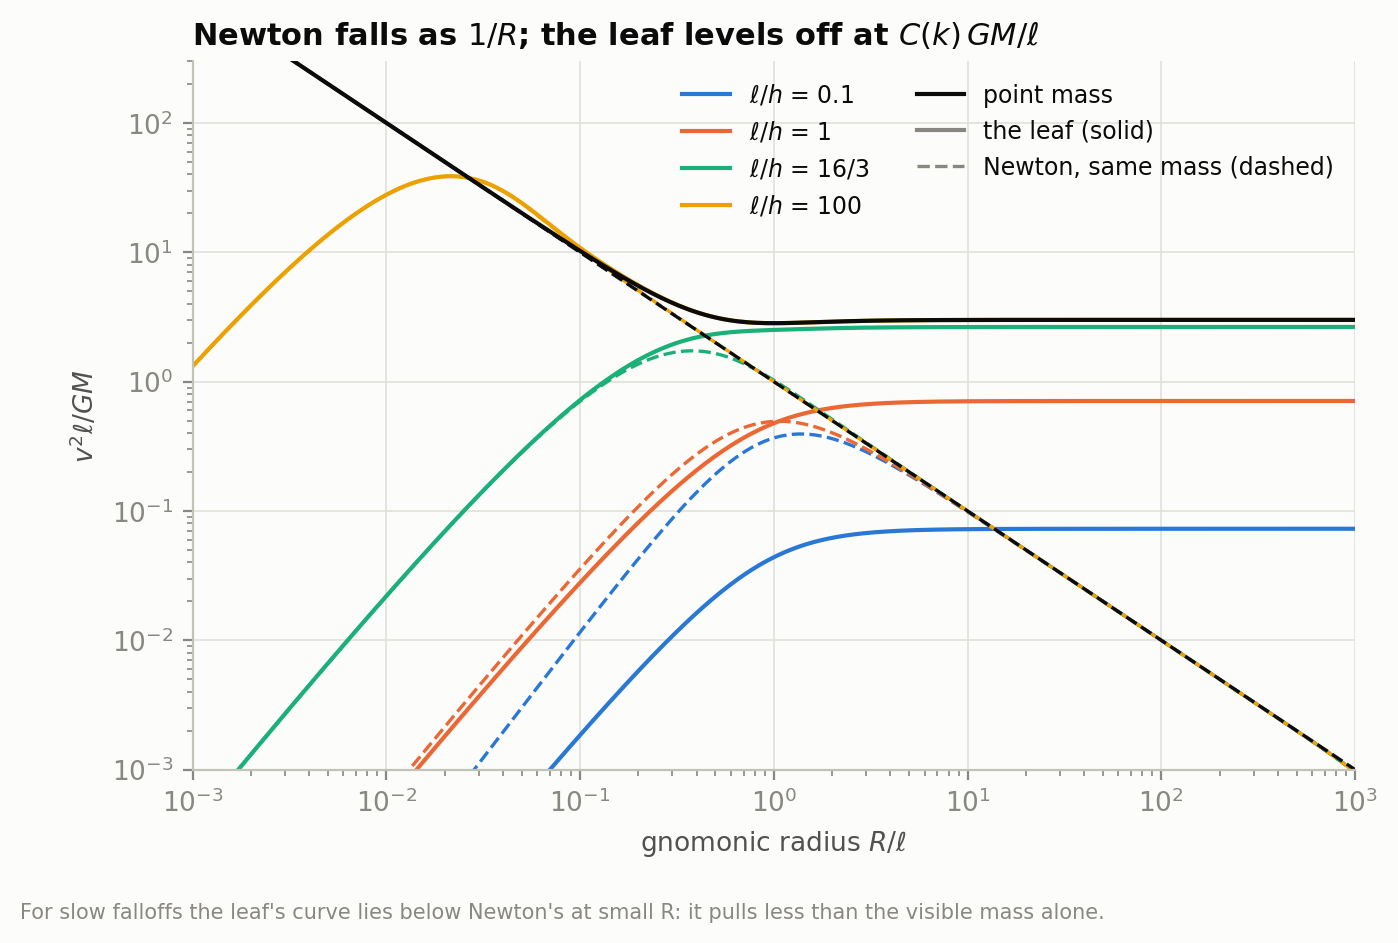 Newton falls as 1/R; the leaf levels off at C(k) GM/ℓ
ℓ/h = 0.1
ℓ/h = 1
ℓ/h = 16/3
ℓ/h = 100
point mass
the leaf (solid)
Newton, same mass (dashed)
v²ℓ/GM
10²
10¹
10⁰
10⁻¹
10⁻²
10⁻³
10⁻³ 10⁻² 10⁻¹ 10⁰ 10¹ 10² 10³
gnomonic radius R/ℓ
For slow falloffs the leaf's curve lies below Newton's at small R: it pulls less than the visible mass alone.